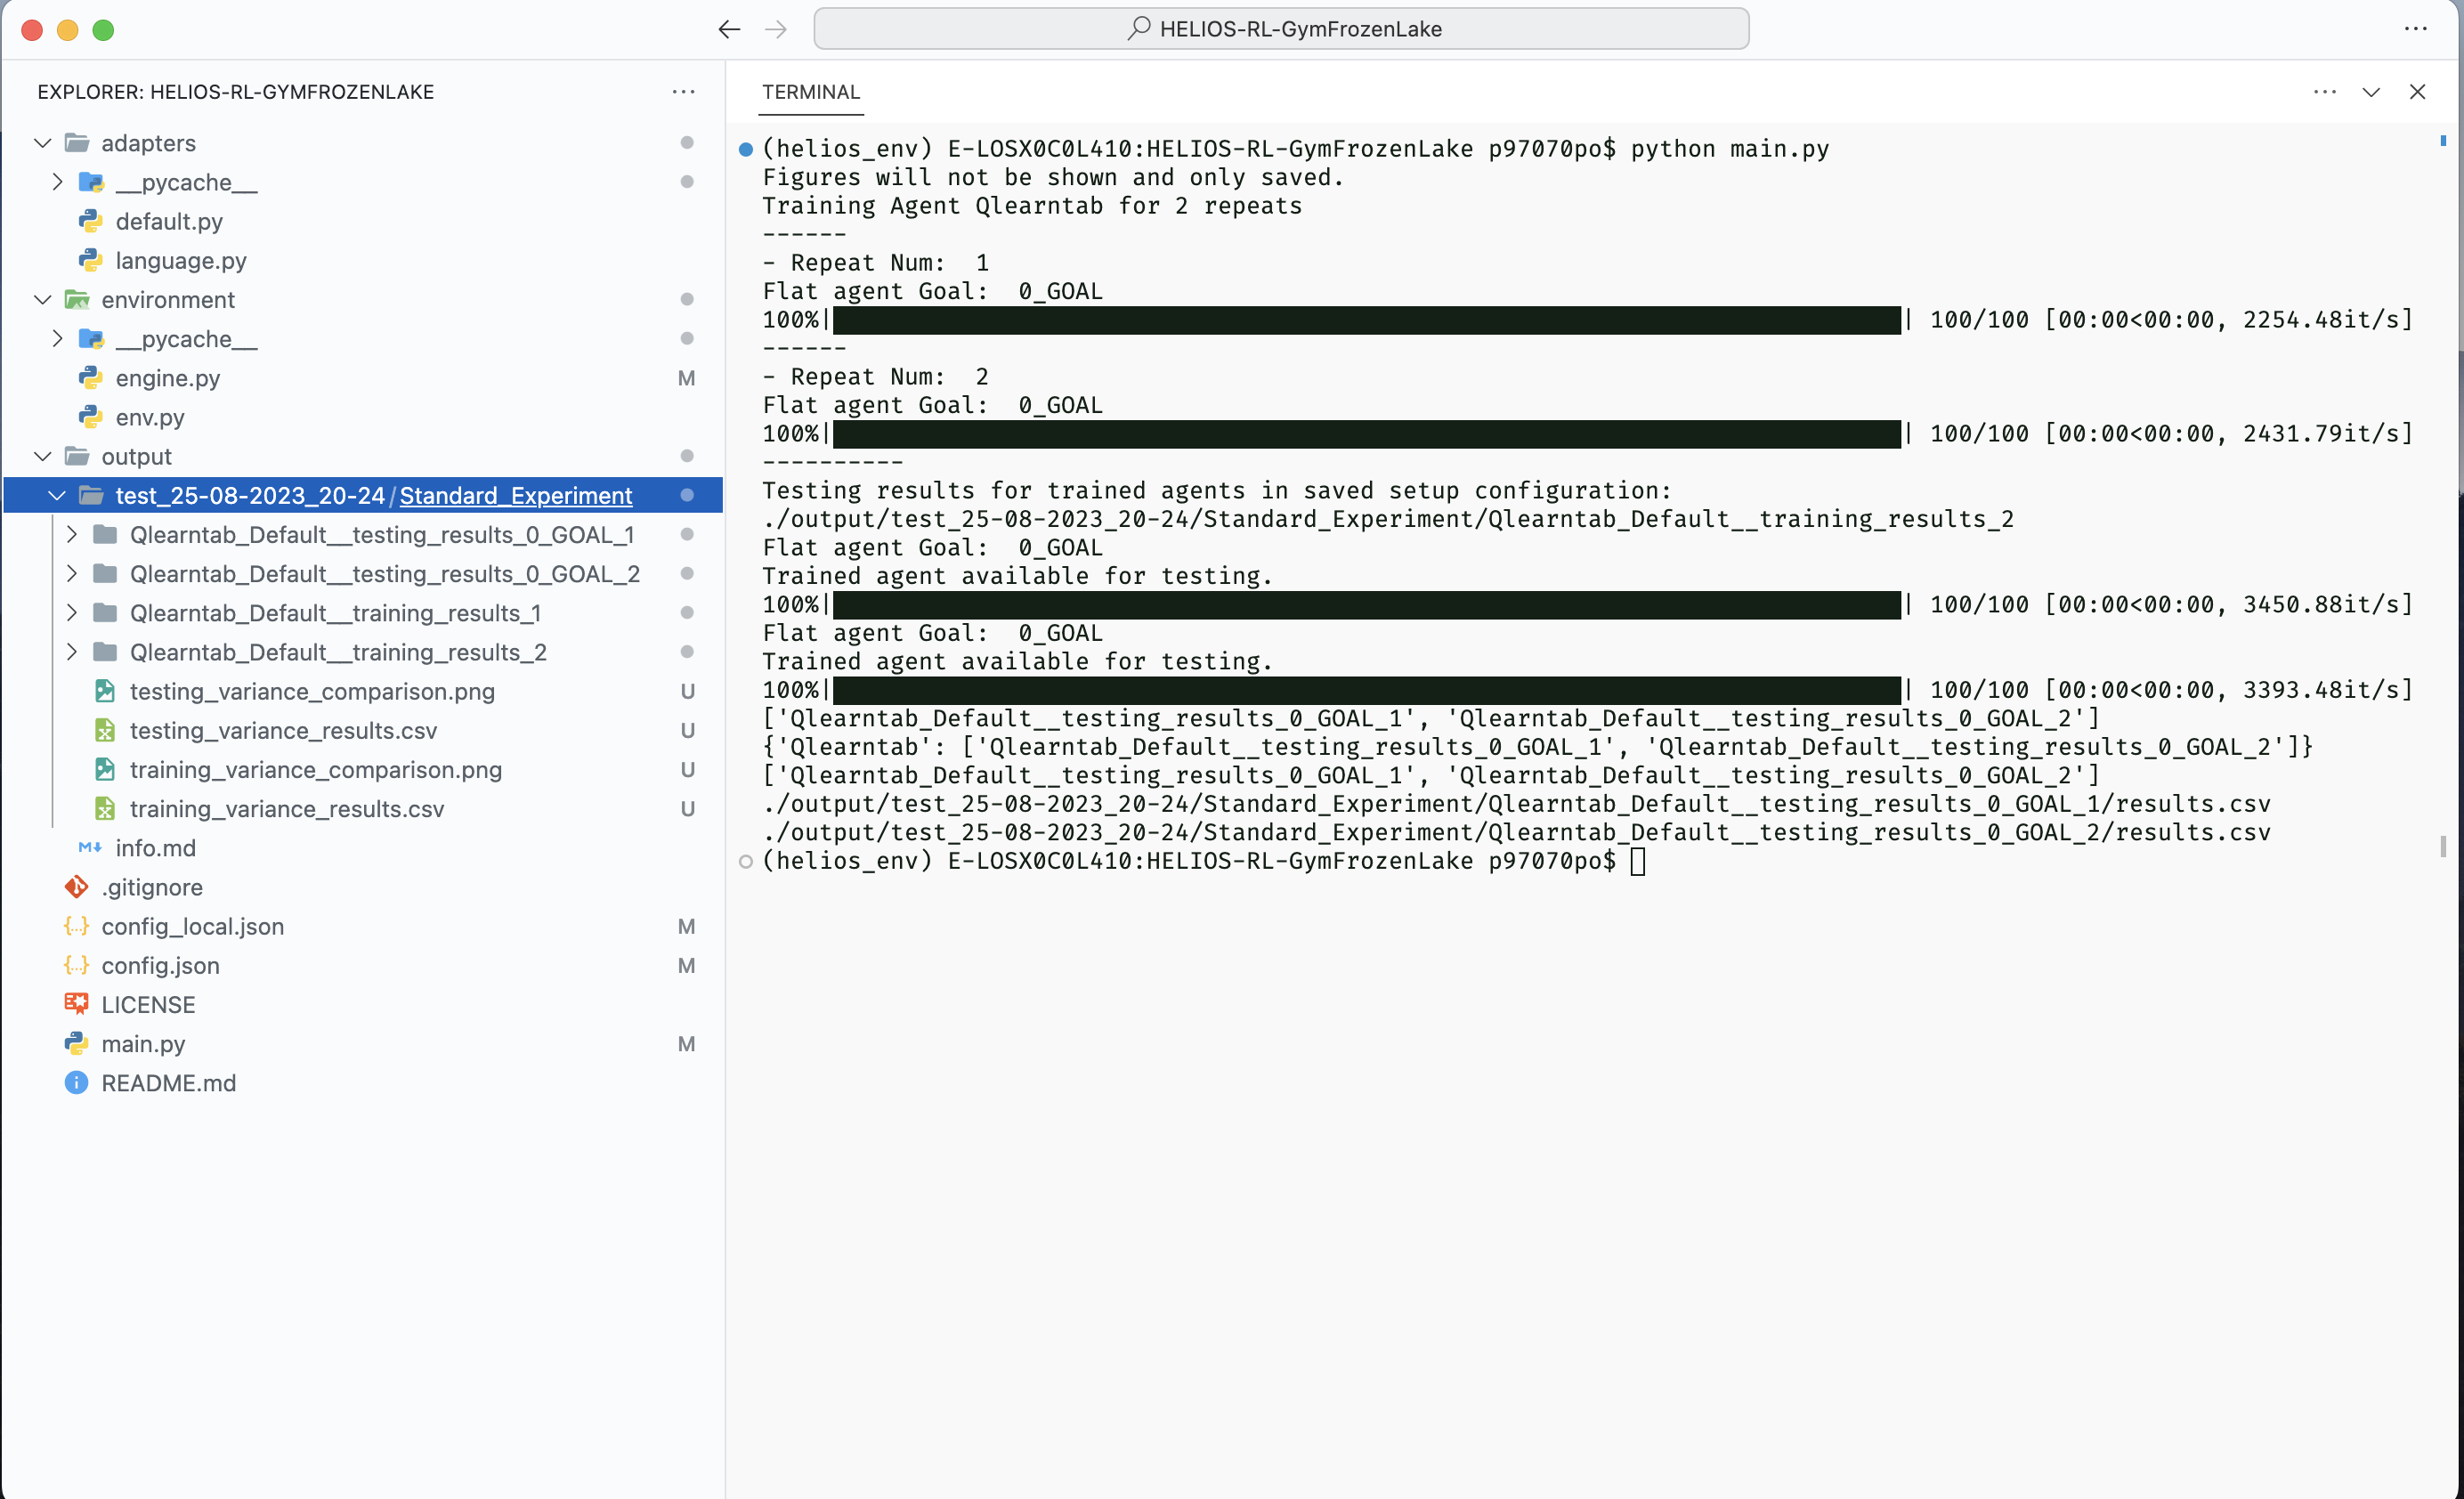 HELIOS-RL-GymFrozenLake
EXPLORER: HELIOS-RL-GYMFROZENLAKE
adapters
__pycache__
default.py
language.py
environment
__pycache__
engine.py M
env.py
output
test_25-08-2023_20-24/Standard_Experiment
Qlearntab_Default__testing_results_0_GOAL_1
Qlearntab_Default__testing_results_0_GOAL_2
Qlearntab_Default__training_results_1
Qlearntab_Default__training_results_2
testing_variance_comparison.png U
testing_variance_results.csv U
training_variance_comparison.png U
training_variance_results.csv U
info.md
.gitignore
config_local.json M
config.json M
LICENSE
main.py M
README.md
TERMINAL
(helios_env) E-LOSX0C0L410:HELIOS-RL-GymFrozenLake p97070po$ python main.py
Figures will not be shown and only saved.
Training Agent Qlearntab for 2 repeats
------
- Repeat Num:  1
Flat agent Goal:  0_GOAL
100%| | 100/100 [00:00<00:00, 2254.48it/s]
------
- Repeat Num:  2
Flat agent Goal:  0_GOAL
100%| | 100/100 [00:00<00:00, 2431.79it/s]
----------
Testing results for trained agents in saved setup configuration:
./output/test_25-08-2023_20-24/Standard_Experiment/Qlearntab_Default__training_results_2
Flat agent Goal:  0_GOAL
Trained agent available for testing.
100%| | 100/100 [00:00<00:00, 3450.88it/s]
Flat agent Goal:  0_GOAL
Trained agent available for testing.
100%| | 100/100 [00:00<00:00, 3393.48it/s]
['Qlearntab_Default__testing_results_0_GOAL_1', 'Qlearntab_Default__testing_results_0_GOAL_2']
{'Qlearntab': ['Qlearntab_Default__testing_results_0_GOAL_1', 'Qlearntab_Default__testing_results_0_GOAL_2']}
['Qlearntab_Default__testing_results_0_GOAL_1', 'Qlearntab_Default__testing_results_0_GOAL_2']
./output/test_25-08-2023_20-24/Standard_Experiment/Qlearntab_Default__testing_results_0_GOAL_1/results.csv
./output/test_25-08-2023_20-24/Standard_Experiment/Qlearntab_Default__testing_results_0_GOAL_2/results.csv
(helios_env) E-LOSX0C0L410:HELIOS-RL-GymFrozenLake p97070po$